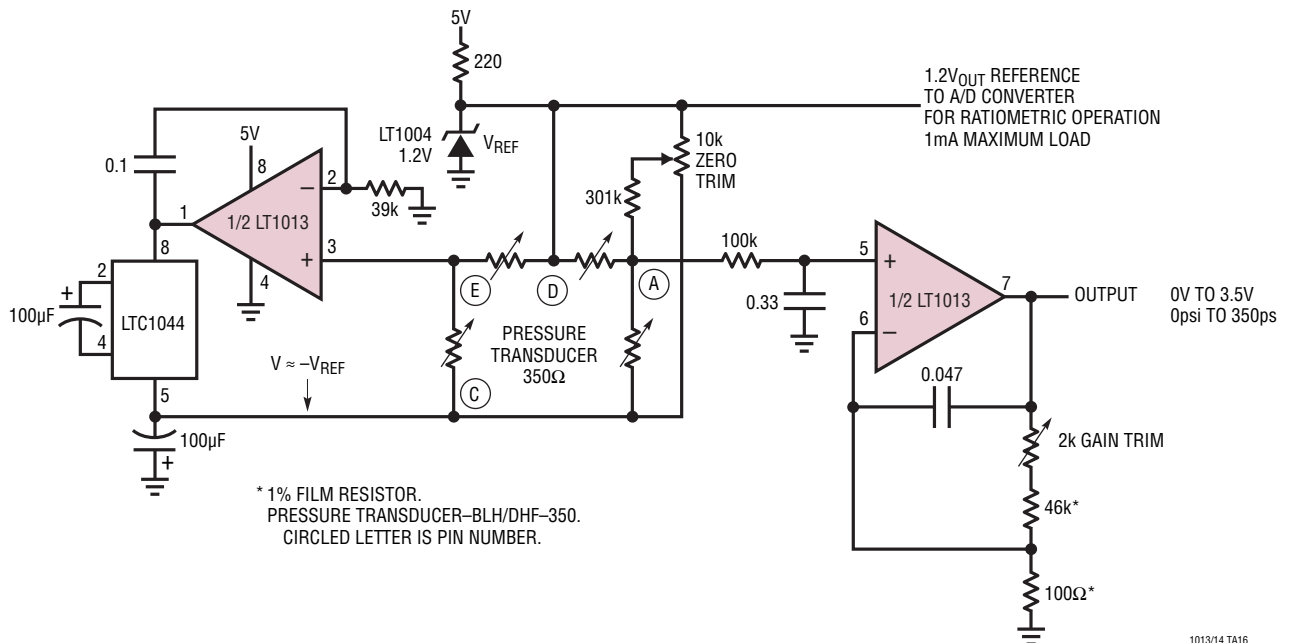 5V
220
1.2VOUT REFERENCE
TO A/D CONVERTER
FOR RATIOMETRIC OPERATION
1mA MAXIMUM LOAD
LT1004
1.2V
VREF
10k
ZERO
TRIM
0.1
5V
8
2
–
39k
1
1/2 LT1013
301k
3
+
4
8
2
+
100µF
LTC1044
4
5
E
D
A
C
PRESSURE
TRANSDUCER
350Ω
V ≈ –VREF
100k
0.33
5
+
1/2 LT1013
7
6
–
OUTPUT
0V TO 3.5V
0psi TO 350ps
0.047
2k GAIN TRIM
46k*
100Ω*
100µF
+
* 1% FILM RESISTOR.
PRESSURE TRANSDUCER–BLH/DHF–350.
CIRCLED LETTER IS PIN NUMBER.
1013/14 TA16